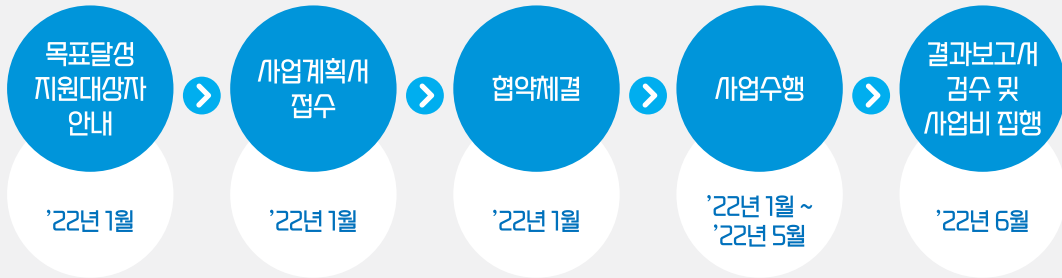 목표달성
지원대상자
안내
'22년 1월
사업계획서
접수
'22년 1월
협약체결
'22년 1월
사업수행
'22년 1월 ~
'22년 5월
결과보고서
검수 및
사업비 집행
'22년 6월